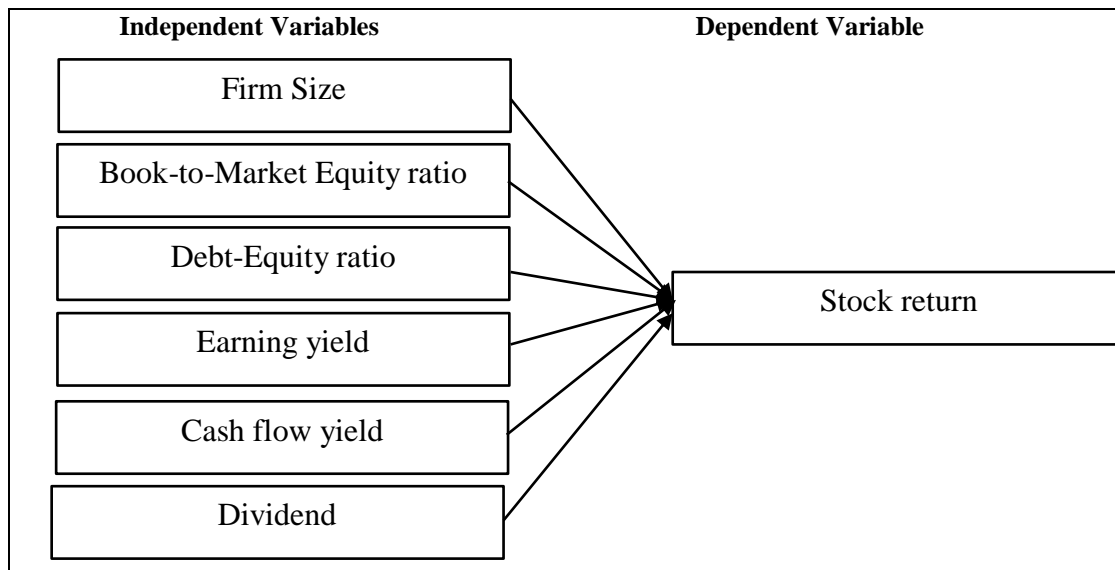 Independent Variables
Dependent Variable
Firm Size
Book-to-Market Equity ratio
Debt-Equity ratio
Earning yield
Cash flow yield
Dividend
Stock return